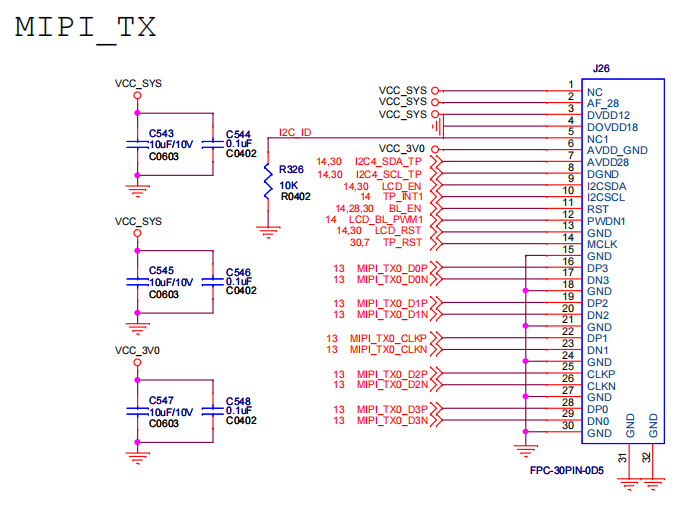 MIPI_TX
VCC_SYS
C543
10uF/10V
C0603
C544
0.1uF
C0402
VCC_SYS
C545
10uF/10V
C0603
C546
0.1uF
C0402
VCC_3V0
C547
10uF/10V
C0603
C548
0.1uF
C0402
I2C_ID
R326
10K
R0402
J26
VCC_SYS 1 NC
VCC_SYS 2 AF_28
VCC_SYS 3 DVDD12
4 DOVDD18
5 NC1
VCC_3V0 6 AVDD_GND
14,30 I2C4_SDA_TP 7 AVDD28
14,30 I2C4_SCL_TP 8 DGND
14,30 LCD_EN 9 I2CSDA
14 TP_INT1 10 I2CSCL
14,28,30 BL_EN 11 RST
14 LCD_BL_PWM1 12 PWDN1
14,30 LCD_RST 13 GND
30,7 TP_RST 14 MCLK
15 GND
13 MIPI_TX0_D0P 16 DP3
13 MIPI_TX0_D0N 17 DN3
18 GND
13 MIPI_TX0_D1P 19 DP2
13 MIPI_TX0_D1N 20 DN2
21 GND
13 MIPI_TX0_CLKP 22 DP1
13 MIPI_TX0_CLKN 23 DN1
24 GND
13 MIPI_TX0_D2P 25 CLKP
13 MIPI_TX0_D2N 26 CLKN
27 GND
13 MIPI_TX0_D3P 28 DP0
13 MIPI_TX0_D3N 29 DN0
30 GND
GND GND
31 32
FPC-30PIN-0D5